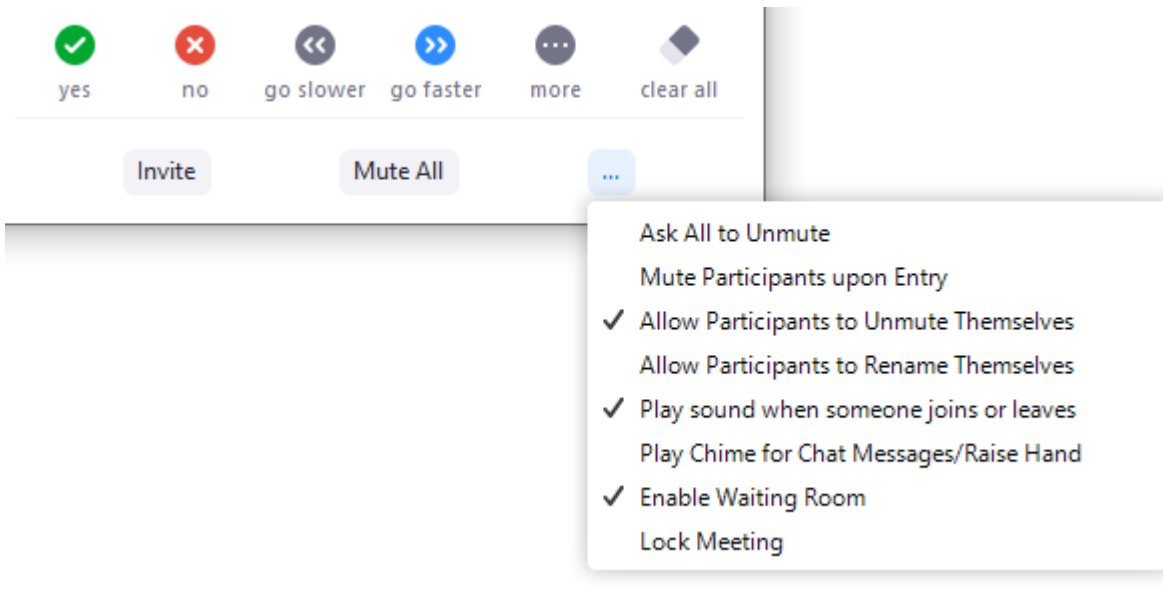 yes no go slower go faster more clear all
Invite Mute All ...
Ask All to Unmute
Mute Participants upon Entry
Allow Participants to Unmute Themselves
Allow Participants to Rename Themselves
Play sound when someone joins or leaves
Play Chime for Chat Messages/Raise Hand
Enable Waiting Room
Lock Meeting